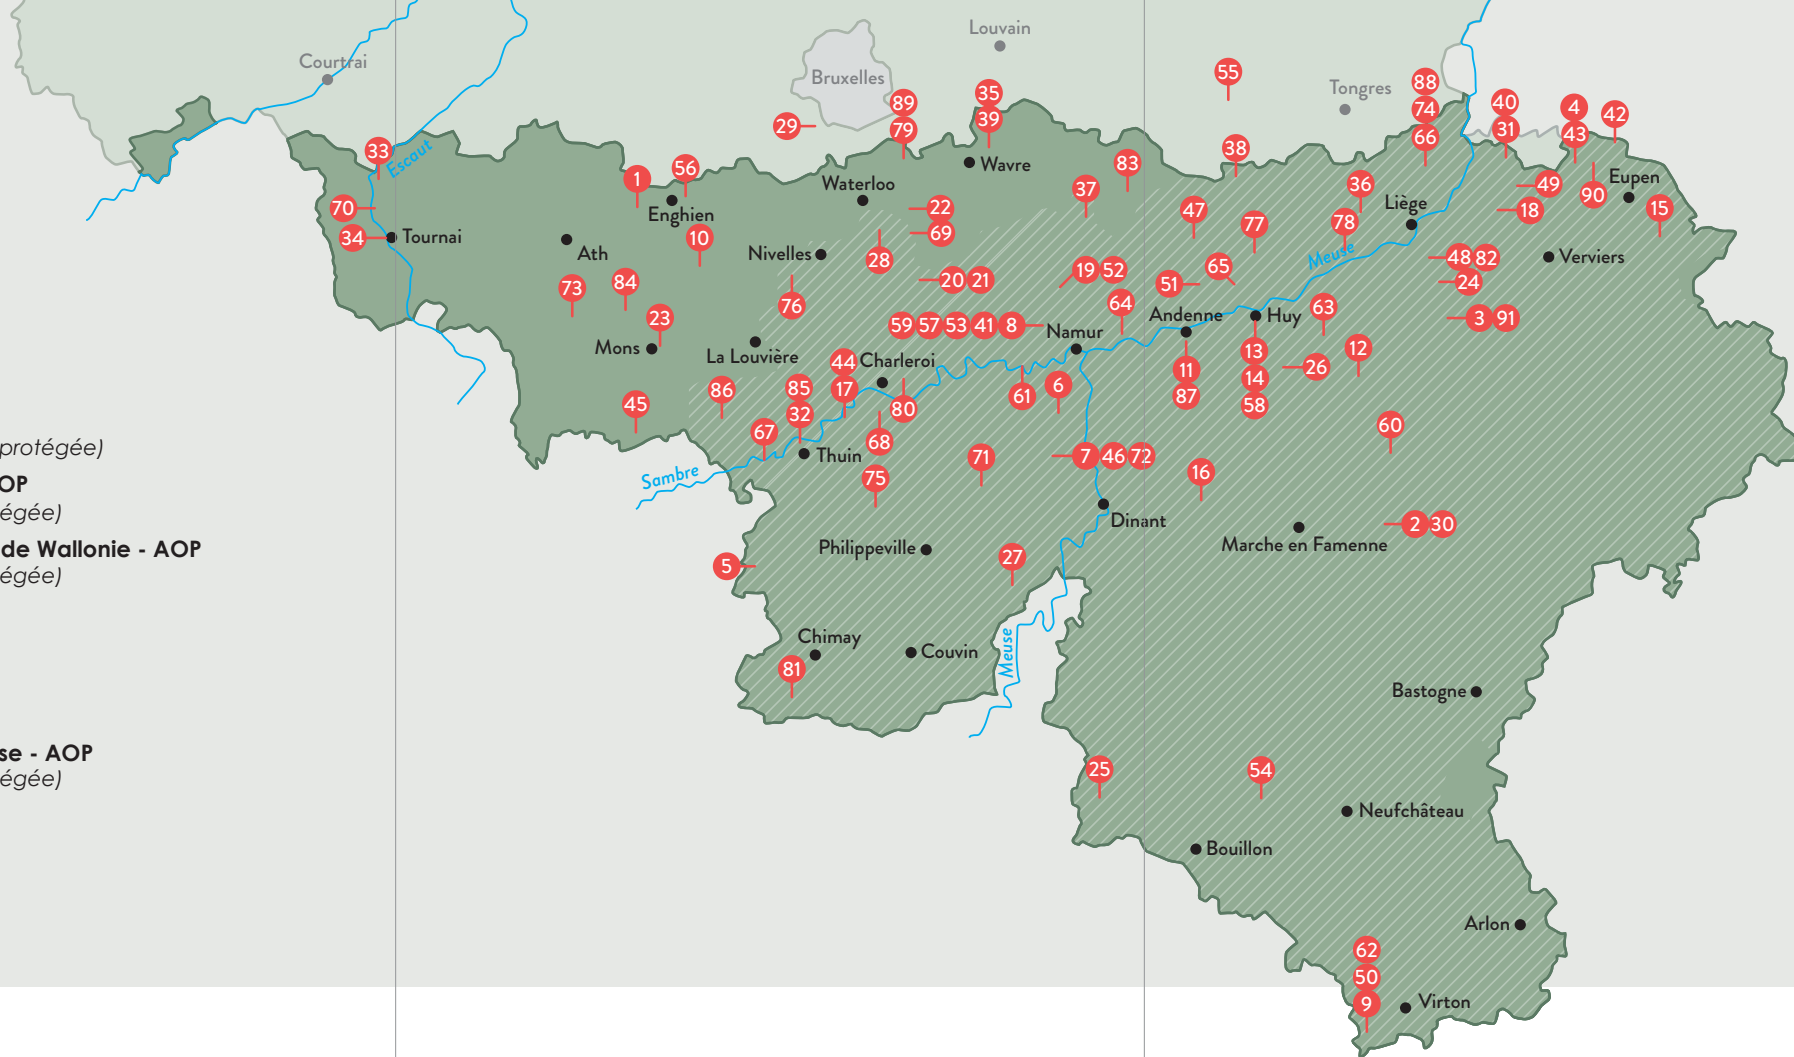 Louvain
Courtrai
Bruxelles
55
Tongres
88
35
89
40
4
74
42
39
29
79
31
43
66
33
38
Escaut
Wavre
83
56
1
Waterloo
37
36
49
Eupen
90
70
Enghien
22
47
Liège
18
15
34
Tournai
10
69
77
78
Ath
Nivelles
28
Meuse
48
82
Verviers
73
84
20
21
19
52
51
65
24
76
64
63
23
59
57
53
41
8
Namur
Andenne
Huy
3
91
Mons
La Louvière
44
Charleroi
13
12
86
85
17
6
11
14
26
45
32
80
61
87
58
67
68
60
protégée)
Thuin
71
7
46
72
Sambre
75
16
OP
égée)
Dinant
2
30
de Wallonie - AOP
Philippeville
27
Marche en Famenne
égée)
5
Chimay
Couvin
Meuse
81
Bastogne
se - AOP
égée)
25
54
Neufchâteau
Bouillon
Arlon
62
50
9
Virton